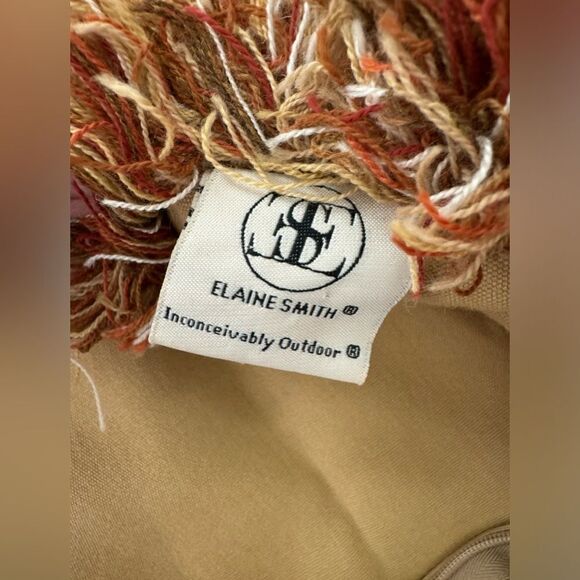 ES
ELAINE SMITH ®
Inconceivably Outdoor ®